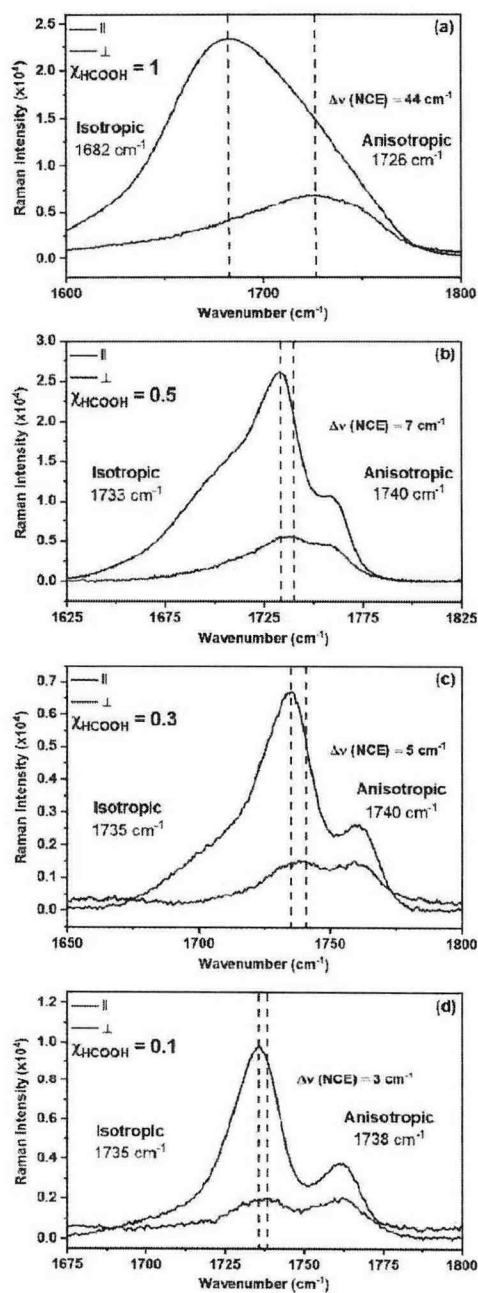 2.5
2.0
1.5
1.0
0.5
0.0
Raman Intensity (x10⁴)
∥
⊥
χHCOOH = 1
(a)
Δν (NCE) = 44 cm⁻¹
Isotropic
1682 cm⁻¹
Anisotropic
1726 cm⁻¹
1600 1700 1800
Wavenumber (cm⁻¹)
3.0
2.5
2.0
1.5
1.0
0.5
0.0
Raman Intensity (x10⁴)
∥
⊥
χHCOOH = 0.5
(b)
Δν (NCE) = 7 cm⁻¹
Isotropic
1733 cm⁻¹
Anisotropic
1740 cm⁻¹
1625 1675 1725 1775 1825
Wavenumber (cm⁻¹)
0.7
0.6
0.4
0.3
0.1
0.0
Raman Intensity (x10⁴)
∥
⊥
χHCOOH = 0.3
(c)
Δν (NCE) = 5 cm⁻¹
Isotropic
1735 cm⁻¹
Anisotropic
1740 cm⁻¹
1650 1700 1750 1800
Wavenumber (cm⁻¹)
1.2
1.0
0.8
0.6
0.4
0.2
0.0
Raman Intensity (x10⁴)
∥
⊥
χHCOOH = 0.1
(d)
Δν (NCE) = 3 cm⁻¹
Isotropic
1735 cm⁻¹
Anisotropic
1738 cm⁻¹
1675 1700 1725 1750 1775 1800
Wavenumber (cm⁻¹)